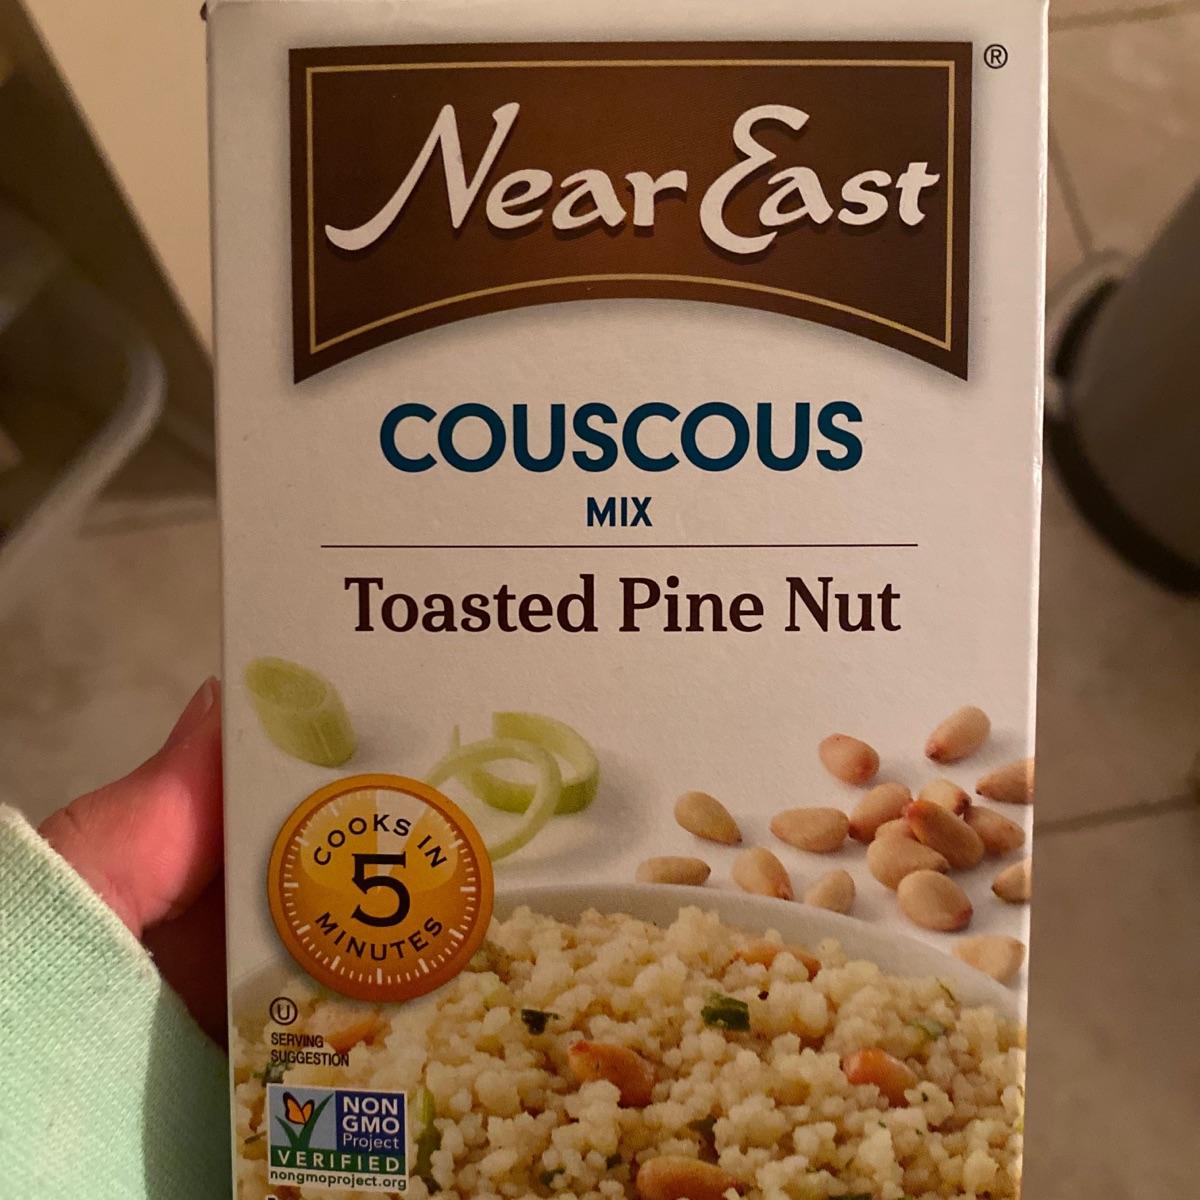 Near East
®
COUSCOUS
MIX
Toasted Pine Nut
COOKS IN
5
MINUTES
U
SERVING
SUGGESTION
NON
GMO
Project
VERIFIED
nongmoproject.org